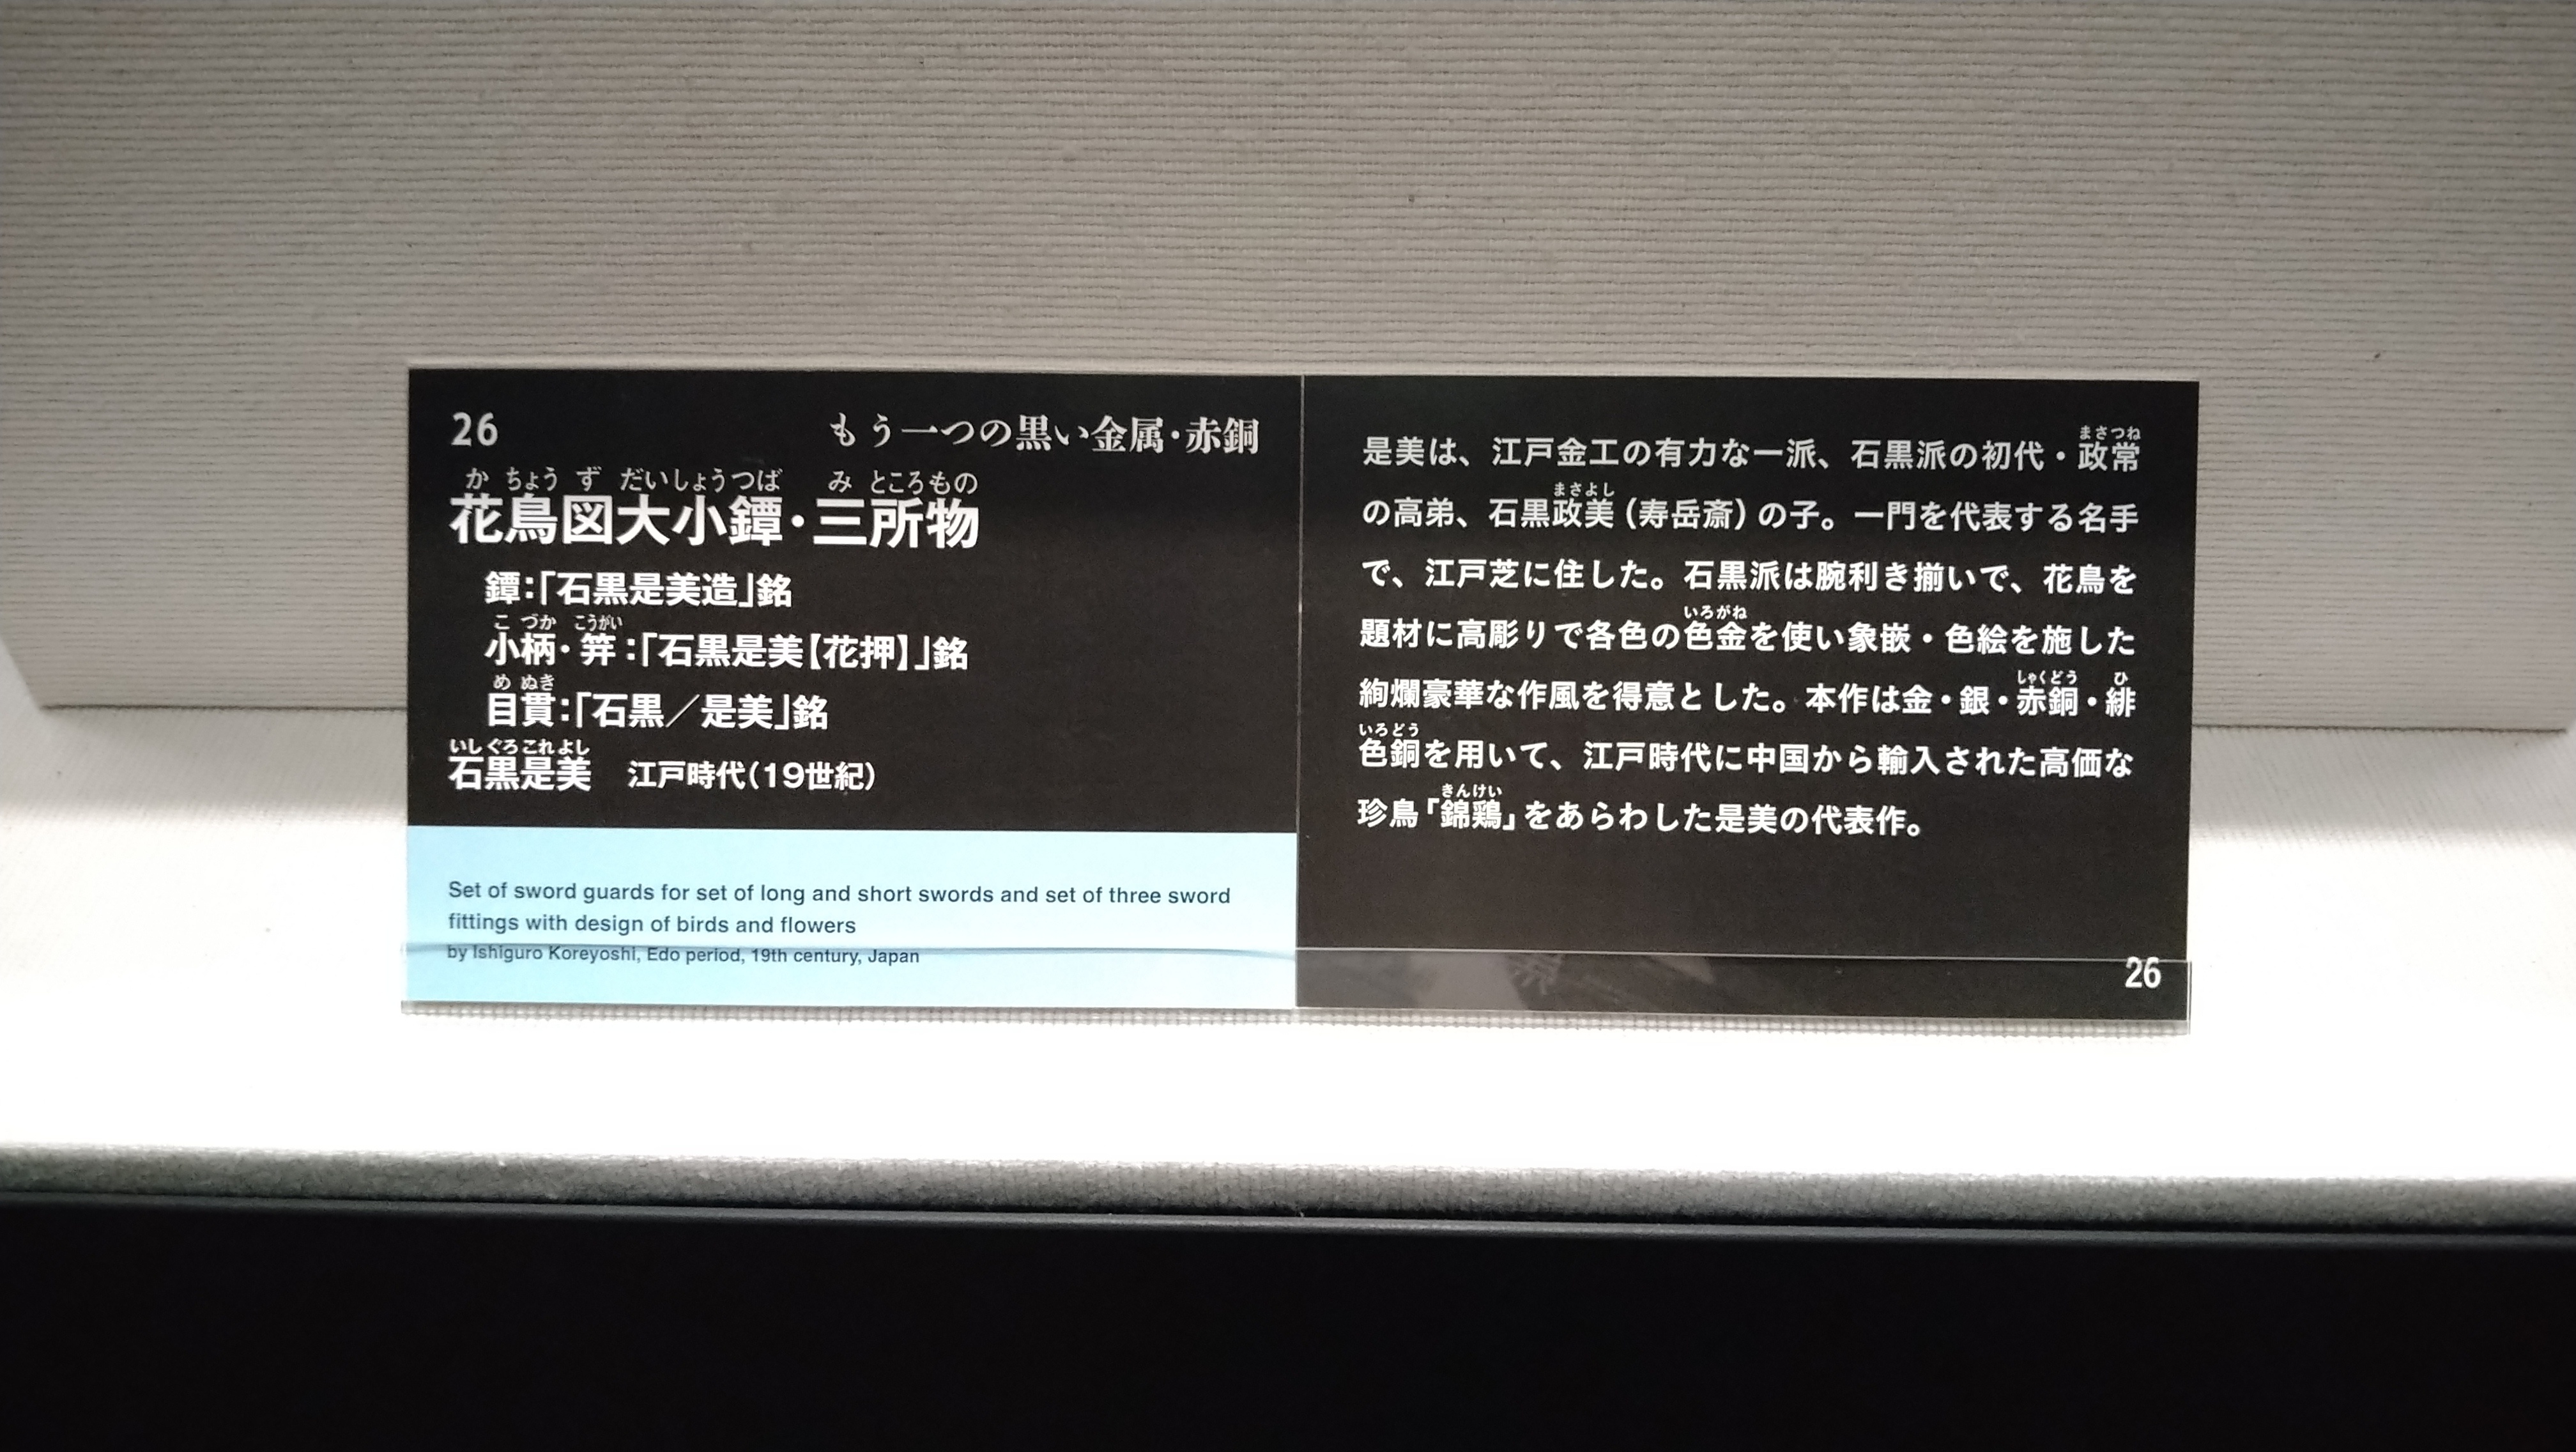 26
もう一つの黒い金属・赤銅
か ちょう ず だいしょうつば み ところもの
花鳥図大小鐔・三所物
鐔：「石黒是美造」銘
こ づか こうがい
小柄・笄：「石黒是美【花押】」銘
め ぬき
目貫：「石黒／是美」銘
いしぐろこれよし
石黒是美 江戸時代（19世紀）
Set of sword guards for set of long and short swords and set of three sword
fittings with design of birds and flowers
by Ishiguro Koreyoshi, Edo period, 19th century, Japan
まさつね
是美は、江戸金工の有力な一派、石黒派の初代・政常
まさよし
の高弟、石黒政美（寿岳斎）の子。一門を代表する名手
で、江戸芝に住した。石黒派は腕利き揃いで、花鳥を
いろがね
題材に高彫りで各色の色金を使い象嵌・色絵を施した
しゃくどう ひ
絢爛豪華な作風を得意とした。本作は金・銀・赤銅・緋
いろどう
色銅を用いて、江戸時代に中国から輸入された高価な
きんけい
珍鳥「錦鶏」をあらわした是美の代表作。
26